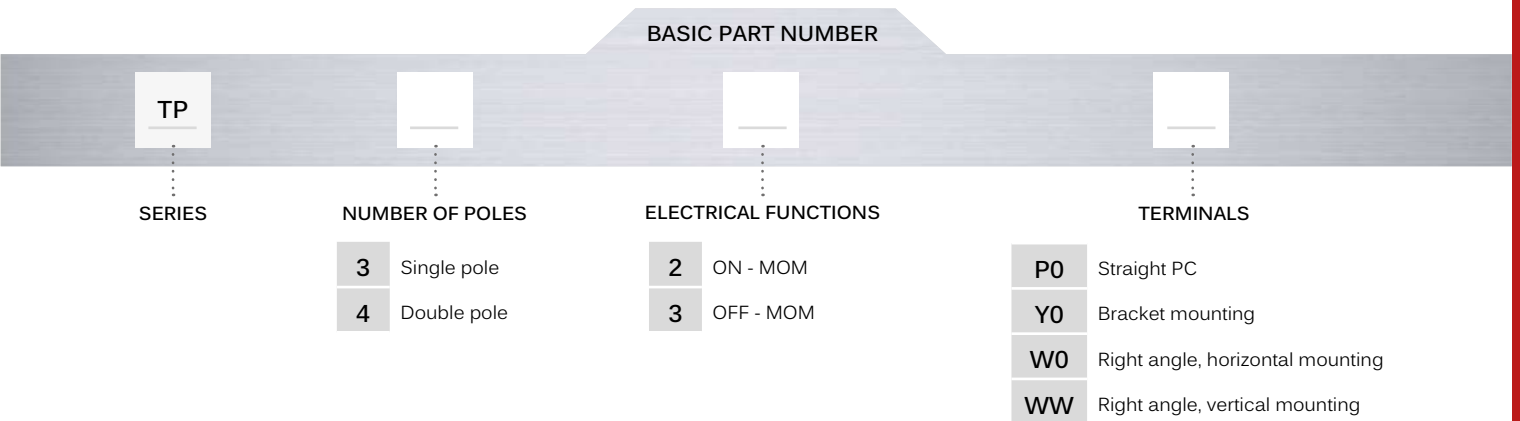 BASIC PART NUMBER
TP
SERIES
NUMBER OF POLES
3 Single pole
4 Double pole
ELECTRICAL FUNCTIONS
2 ON - MOM
3 OFF - MOM
TERMINALS
P0 Straight PC
Y0 Bracket mounting
W0 Right angle, horizontal mounting
WW Right angle, vertical mounting